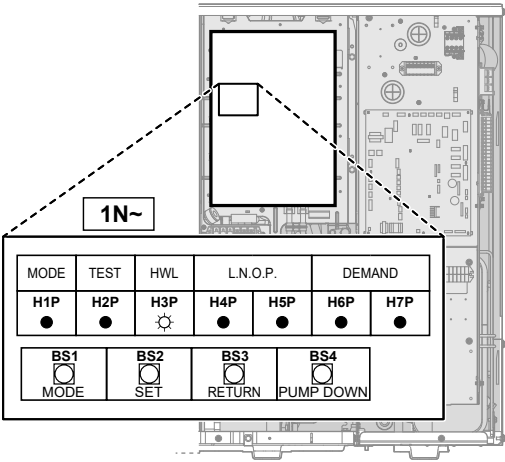 1N~
MODE TEST HWL L.N.O.P. DEMAND
H1P H2P H3P H4P H5P H6P H7P
BS1 BS2 BS3 BS4
MODE SET RETURN PUMP DOWN